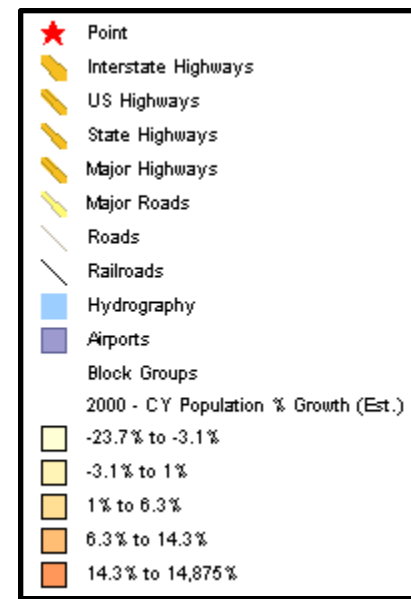 Point
Interstate Highways
US Highways
State Highways
Major Highways
Major Roads
Roads
Railroads
Hydrography
Airports
Block Groups
2000 - CY Population % Growth (Est.)
-23.7% to -3.1%
-3.1% to 1%
1% to 6.3%
6.3% to 14.3%
14.3% to 14,875%